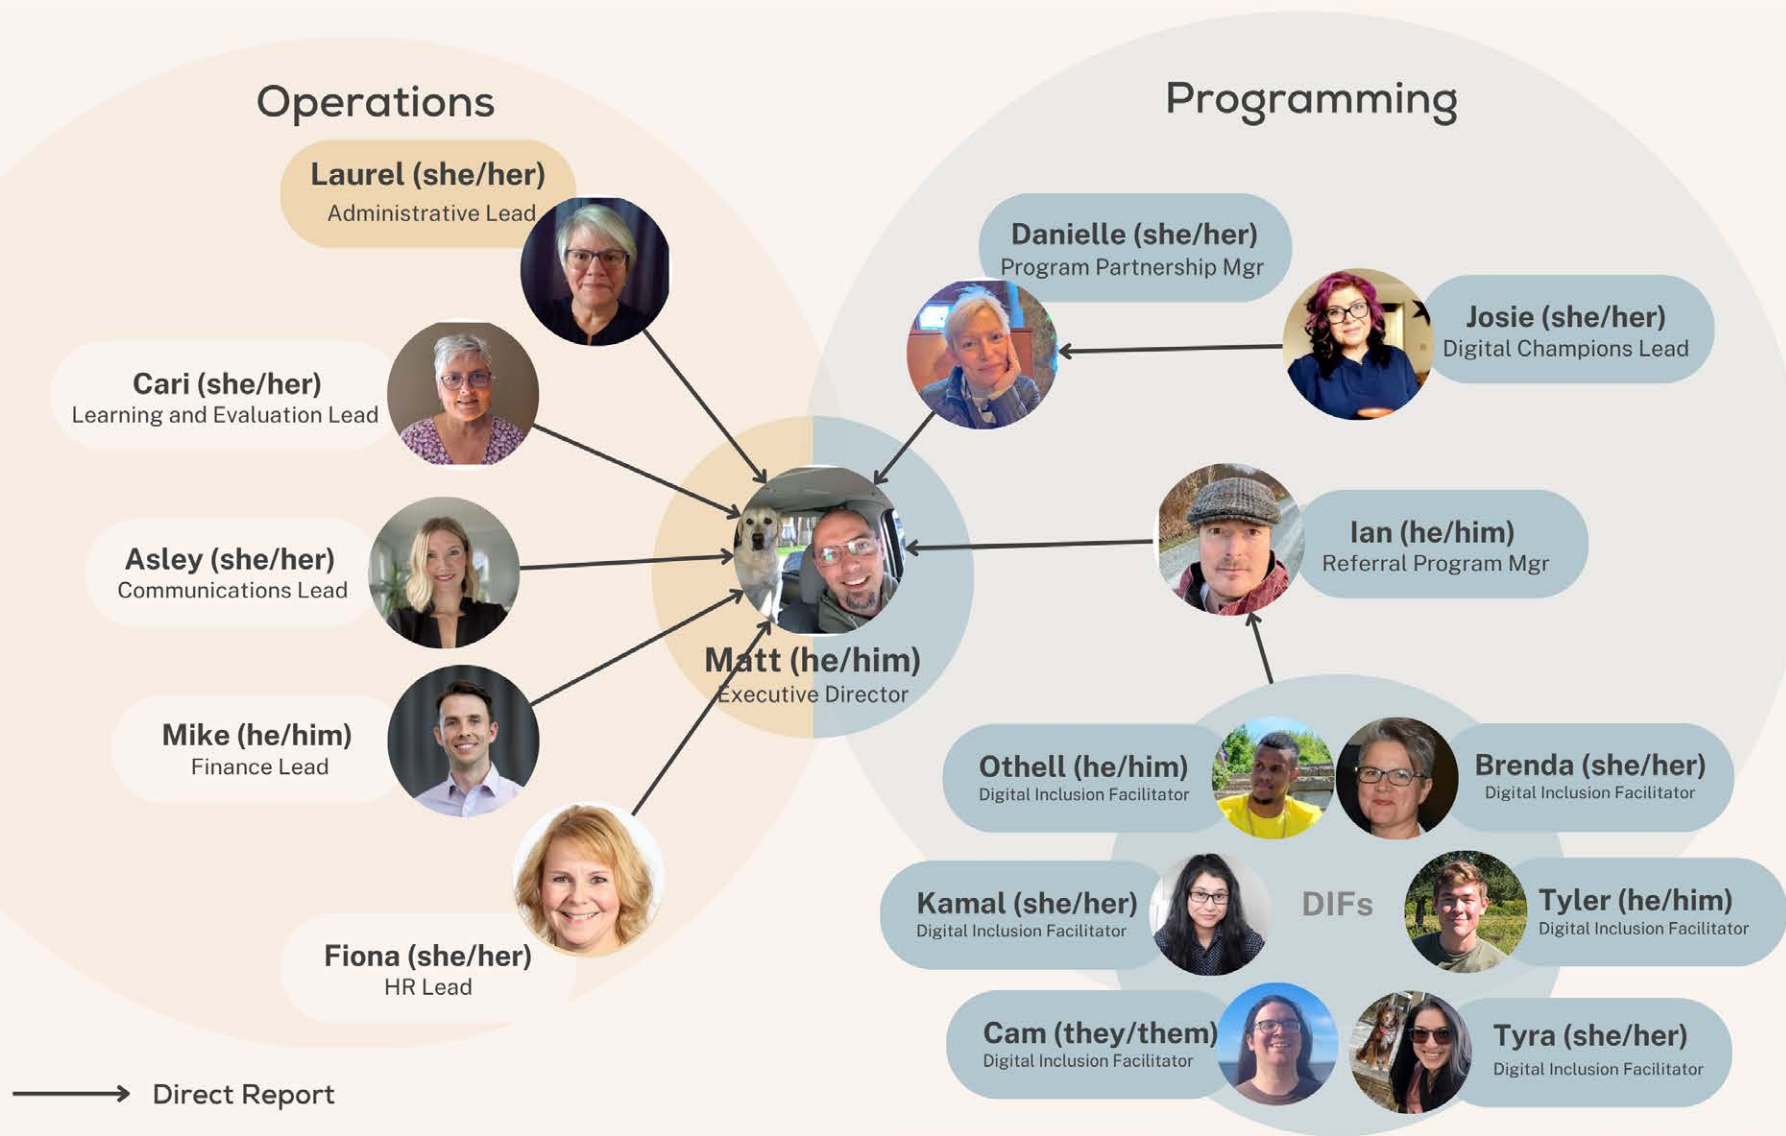 Operations
Programming
Laurel (she/her)
Administrative Lead
Danielle (she/her)
Program Partnership Mgr
Josie (she/her)
Digital Champions Lead
Cari (she/her)
Learning and Evaluation Lead
Asley (she/her)
Communications Lead
Ian (he/him)
Referral Program Mgr
Matt (he/him)
Executive Director
Mike (he/him)
Finance Lead
Othell (he/him)
Digital Inclusion Facilitator
Brenda (she/her)
Digital Inclusion Facilitator
Kamal (she/her)
Digital Inclusion Facilitator
DIFs
Tyler (he/him)
Digital Inclusion Facilitator
Fiona (she/her)
HR Lead
Cam (they/them)
Digital Inclusion Facilitator
Tyra (she/her)
Digital Inclusion Facilitator
Direct Report